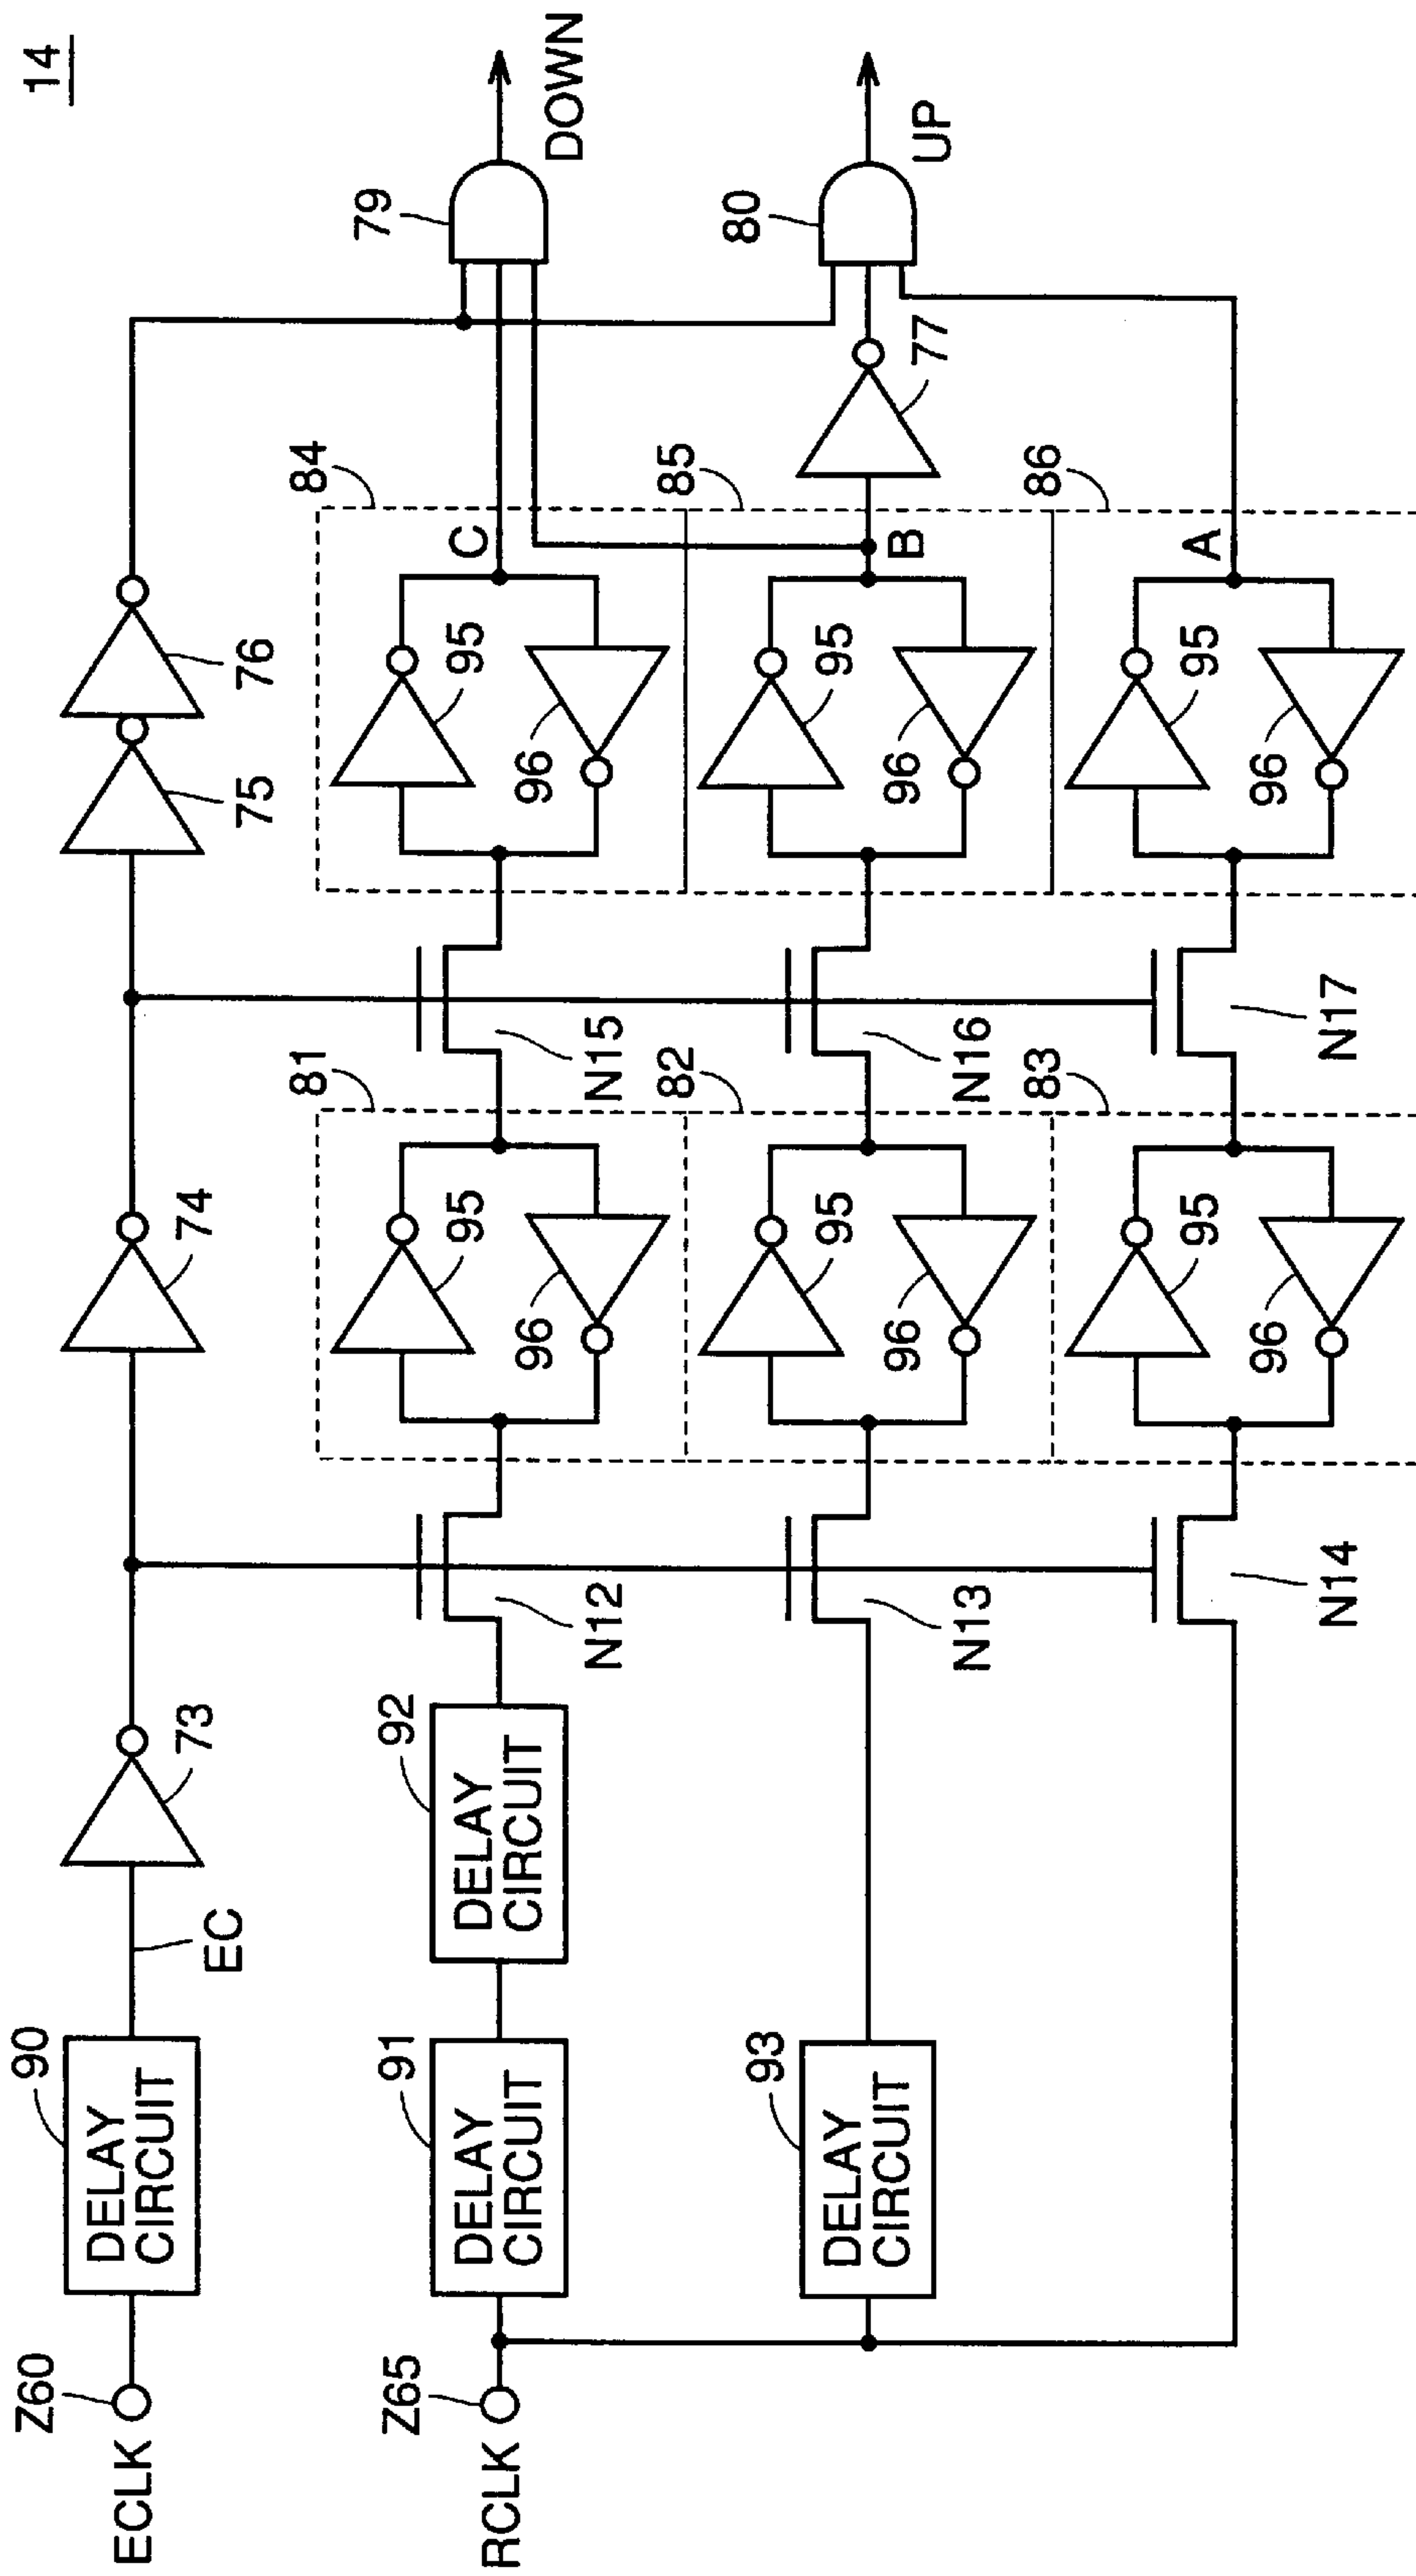 14
ECLK
Z60
90
DELAY
CIRCUIT
EC
73
74
75
76
RCLK
Z65
91
DELAY
CIRCUIT
92
DELAY
CIRCUIT
N12
81
95
96
N15
84
95
96
C
79
DOWN
93
DELAY
CIRCUIT
N13
82
95
96
N16
85
95
96
B
77
80
UP
N14
83
95
96
N17
86
95
96
A